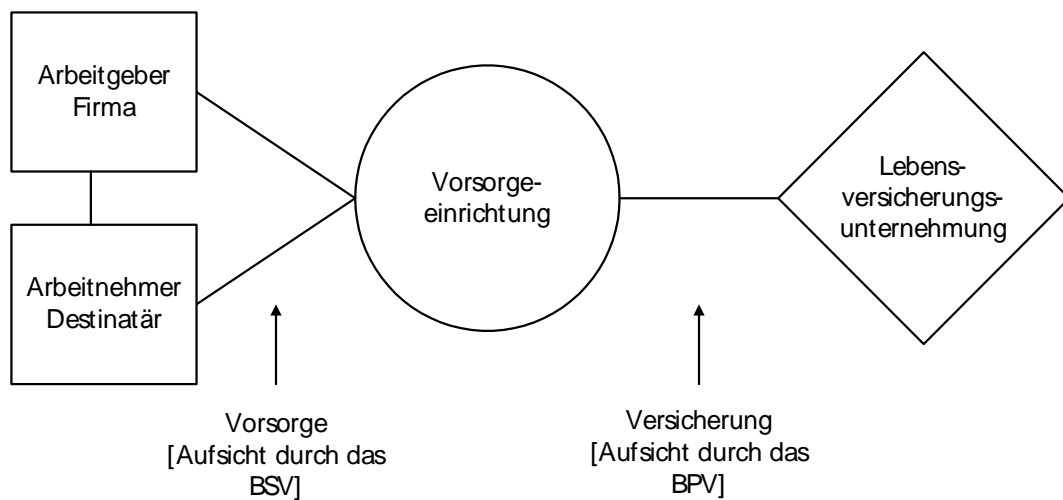 Arbeitgeber
Firma
Arbeitnehmer
Destinatär
Vorsorge-
einrichtung
Lebens-
versicherungs-
unternehmung
Vorsorge
[Aufsicht durch das
BSV]
Versicherung
[Aufsicht durch das
BPV]